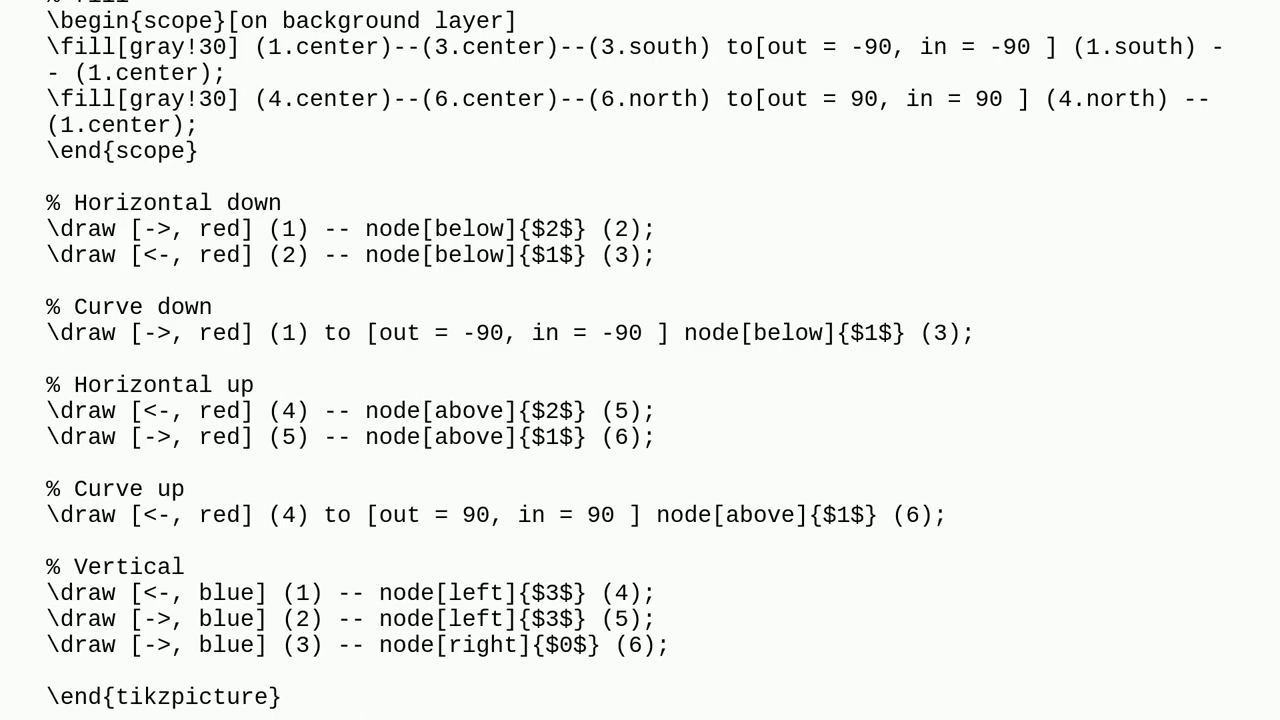 \begin{scope}[on background layer]
\fill[gray!30] (1.center)--(3.center)--(3.south) to[out = -90, in = -90 ] (1.south) -
- (1.center);
\fill[gray!30] (4.center)--(6.center)--(6.north) to[out = 90, in = 90 ] (4.north) --
(1.center);
\end{scope}

% Horizontal down
\draw [->, red] (1) -- node[below]{$2$} (2);
\draw [<-, red] (2) -- node[below]{$1$} (3);

% Curve down
\draw [->, red] (1) to [out = -90, in = -90 ] node[below]{$1$} (3);

% Horizontal up
\draw [<-, red] (4) -- node[above]{$2$} (5);
\draw [->, red] (5) -- node[above]{$1$} (6);

% Curve up
\draw [<-, red] (4) to [out = 90, in = 90 ] node[above]{$1$} (6);

% Vertical
\draw [<-, blue] (1) -- node[left]{$3$} (4);
\draw [->, blue] (2) -- node[left]{$3$} (5);
\draw [->, blue] (3) -- node[right]{$0$} (6);

\end{tikzpicture}